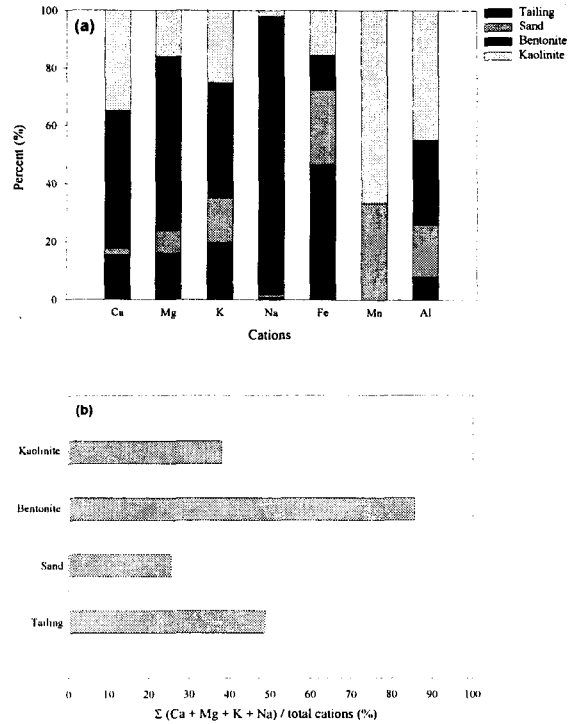 (a)
Tailing
Sand
Bentonite
Kaolinite
100
80
60
40
20
0
Percent (%)
Ca Mg K Na Fe Mn Al
Cations
(b)
Kaolinite
Bentonite
Sand
Tailing
0 10 20 30 40 50 60 70 80 90 100
Σ (Ca + Mg + K + Na) / total cations (%)